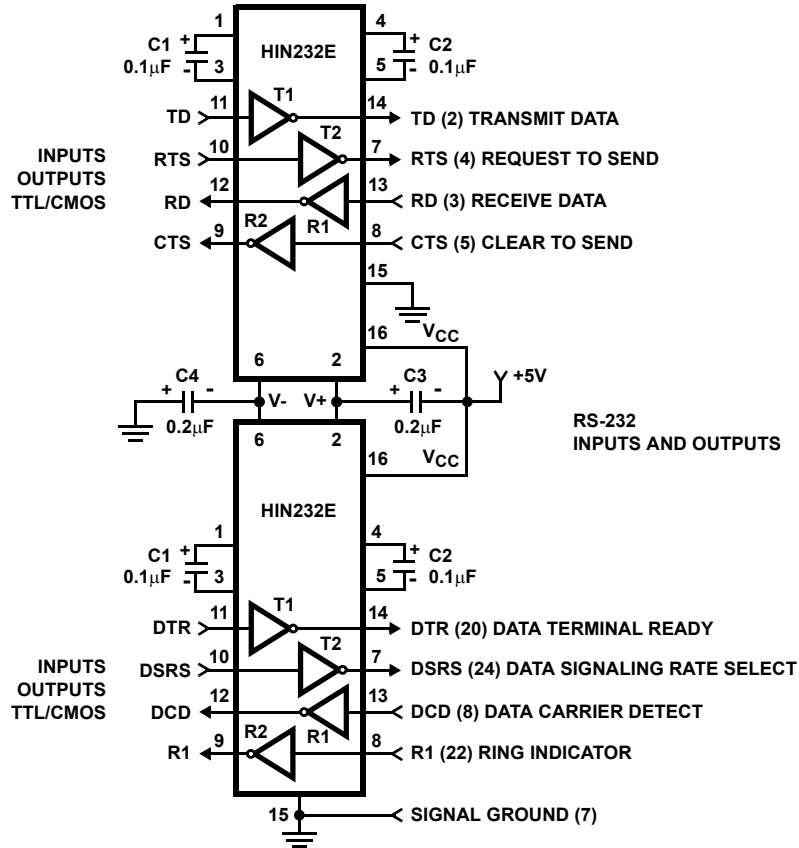 1 4
C1 + HIN232E + C2
0.1μF - 3 5 - 0.1μF
T1
TD 11 14 TD (2) TRANSMIT DATA
T2
INPUTS
OUTPUTS
TTL/CMOS
RTS 10 7 RTS (4) REQUEST TO SEND
RD 12 13 RD (3) RECEIVE DATA
R2 R1
CTS 9 8 CTS (5) CLEAR TO SEND
15
16 VCC
6 2
C4 C3 +5V
+ - V- V+ + -
0.2μF 0.2μF
RS-232
INPUTS AND OUTPUTS
6 2
16 VCC
HIN232E
1 4
C1 + + C2
0.1μF - 3 5 - 0.1μF
T1
DTR 11 14 DTR (20) DATA TERMINAL READY
T2
INPUTS
OUTPUTS
TTL/CMOS
DSRS 10 7 DSRS (24) DATA SIGNALING RATE SELECT
DCD 12 13 DCD (8) DATA CARRIER DETECT
R2 R1
R1 9 8 R1 (22) RING INDICATOR
15 SIGNAL GROUND (7)